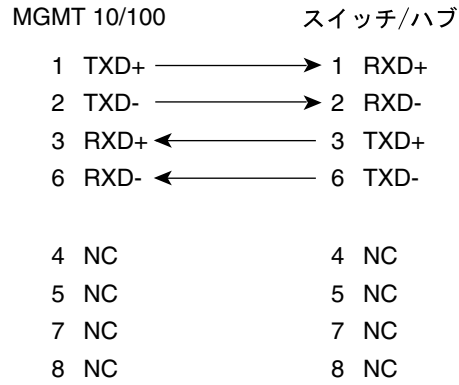 MGMT 10/100 スイッチ/ハブ
1 TXD+ 1 RXD+
2 TXD- 2 RXD-
3 RXD+ 3 TXD+
6 RXD- 6 TXD-
4 NC 4 NC
5 NC 5 NC
7 NC 7 NC
8 NC 8 NC